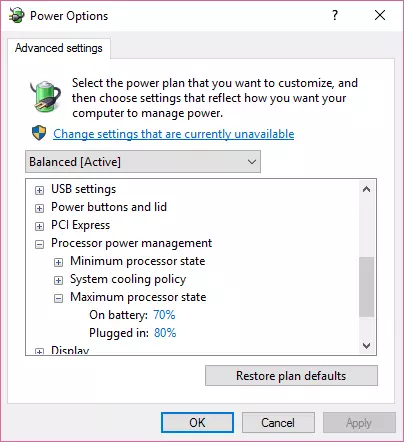 Power Options
Advanced settings
Select the power plan that you want to customize, and
then choose settings that reflect how you want your
computer to manage power.
Change settings that are currently unavailable
Balanced [Active]
USB settings
Power buttons and lid
PCI Express
Processor power management
Minimum processor state
System cooling policy
Maximum processor state
On battery: 70%
Plugged in: 80%
Display
Restore plan defaults
OK
Cancel
Apply